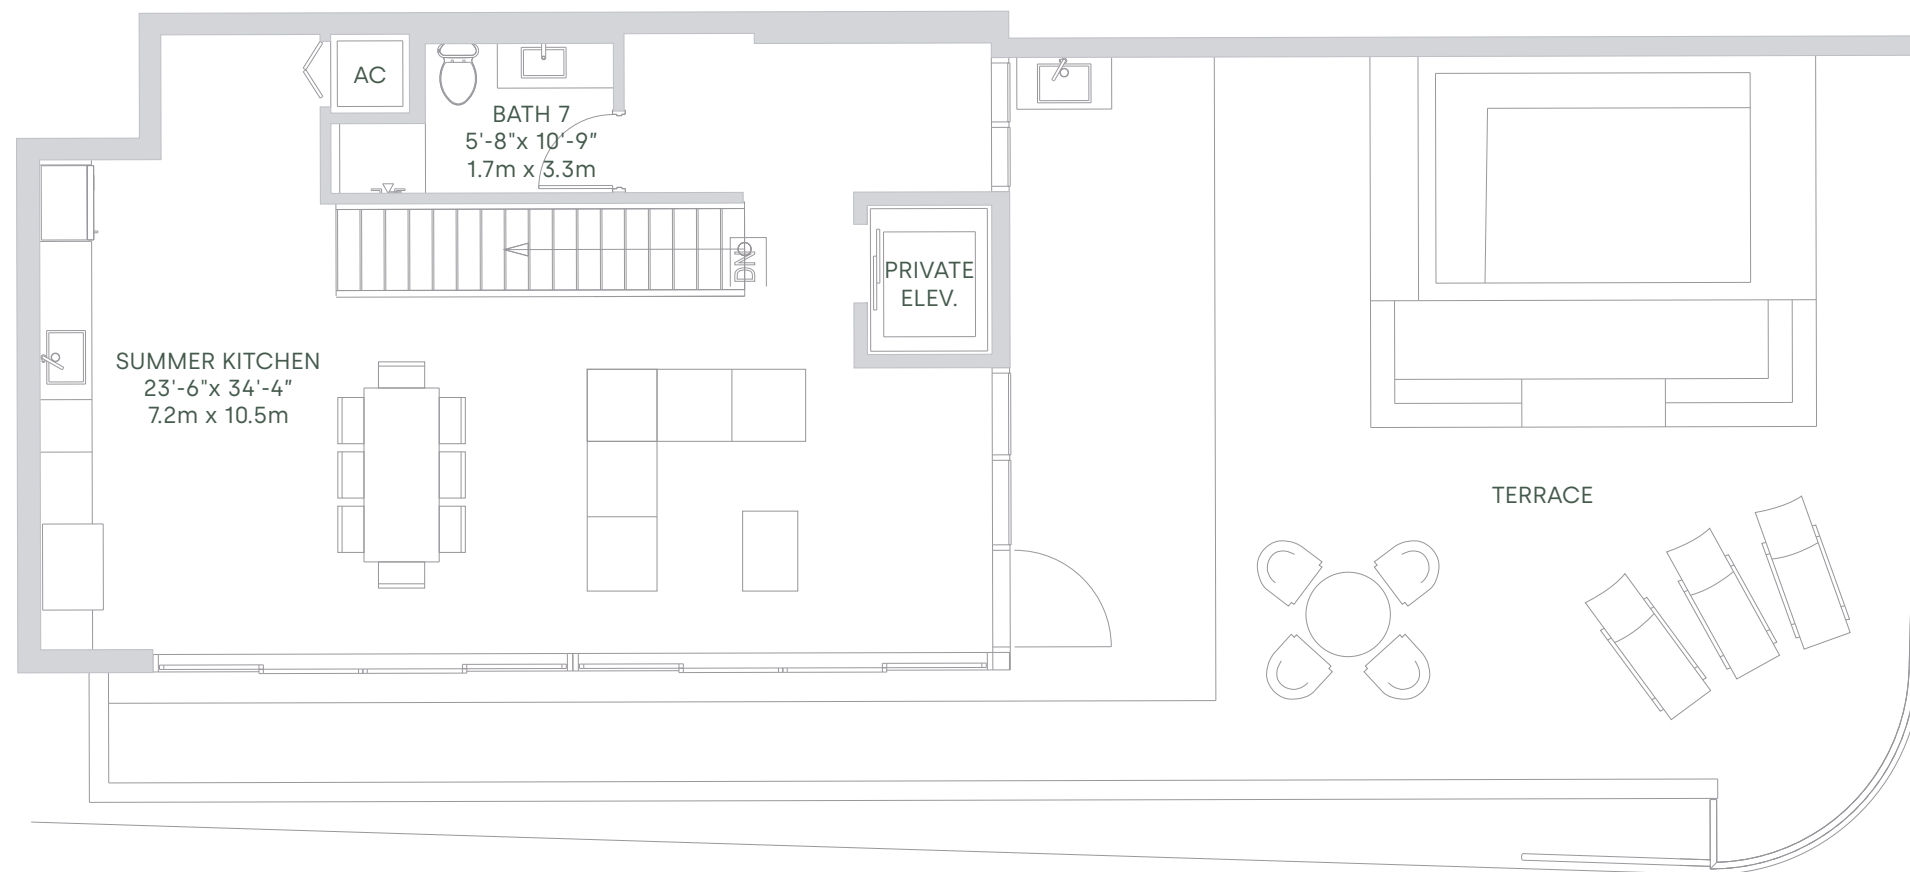 AC
BATH 7
5'-8"x 10'-9"
1.7m x 3.3m
DN
PRIVATE
ELEV.
SUMMER KITCHEN
23'-6"x 34'-4"
7.2m x 10.5m
TERRACE